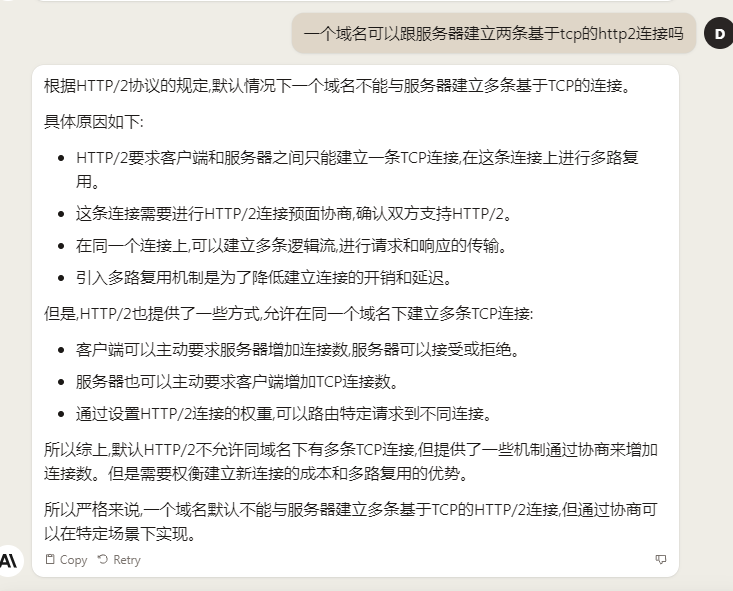 一个域名可以跟服务器建立两条基于tcp的http2连接吗
D
根据HTTP/2协议的规定,默认情况下一个域名不能与服务器建立多条基于TCP的连接。
具体原因如下:
HTTP/2要求客户端和服务器之间只能建立一条TCP连接,在这条连接上进行多路复
用。
这条连接需要进行HTTP/2连接预面协商,确认双方支持HTTP/2。
在同一个连接上,可以建立多条逻辑流,进行请求和响应的传输。
引入多路复用机制是为了降低建立连接的开销和延迟。
但是,HTTP/2也提供了一些方式,允许在同一个域名下建立多条TCP连接:
客户端可以主动要求服务器增加连接数,服务器可以接受或拒绝。
服务器也可以主动要求客户端增加TCP连接数。
通过设置HTTP/2连接的权重,可以路由特定请求到不同连接。
所以综上,默认HTTP/2不允许同域名下有多条TCP连接,但提供了一些机制通过协商来增加
连接数。但是需要权衡建立新连接的成本和多路复用的优势。
所以严格来说,一个域名默认不能与服务器建立多条基于TCP的HTTP/2连接,但通过协商可
以在特定场景下实现。
AI
Copy Retry